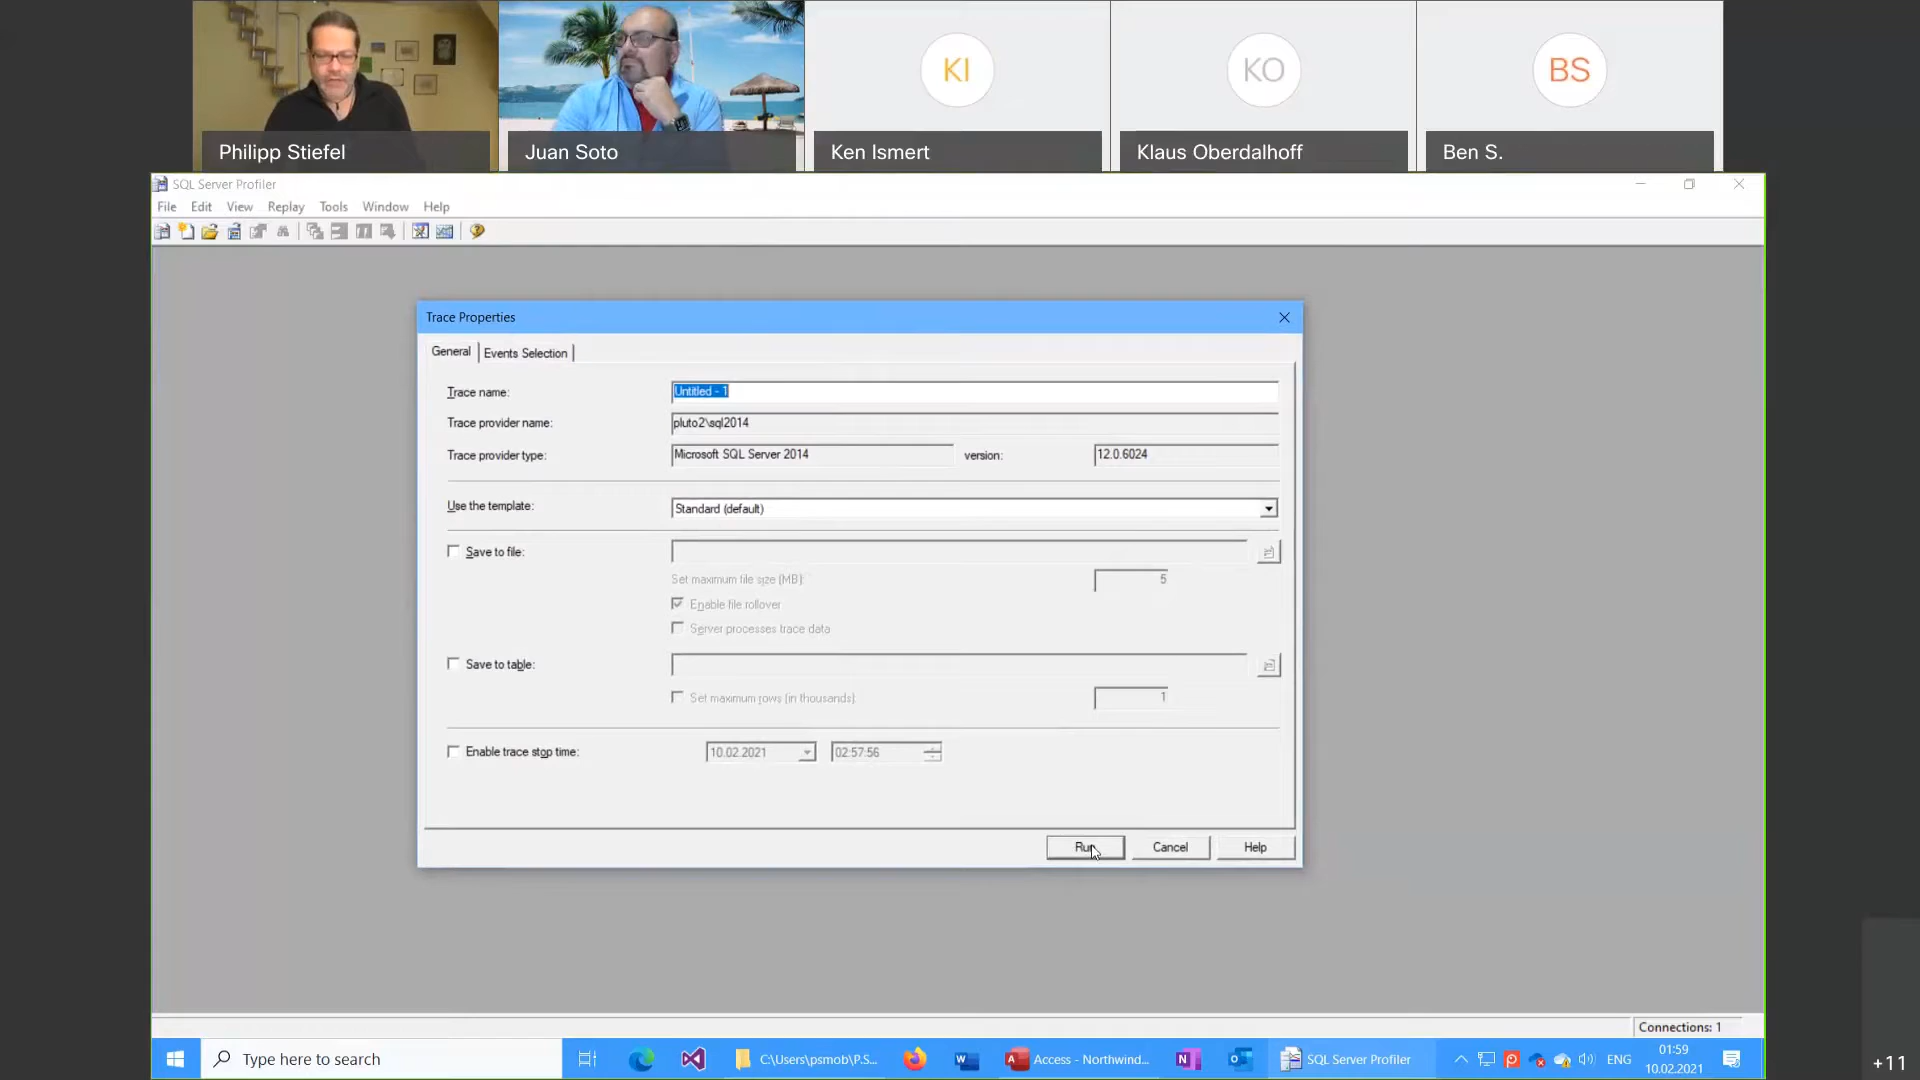 KI
KO
BS
Philipp Stiefel
Juan Soto
Ken Ismert
Klaus Oberdalhoff
Ben S.
SQL Server Profiler
File Edit View Replay Tools Window Help
Trace Properties
General Events Selection
Trace name: Untitled - 1
Trace provider name: pluto2\sql2014
Trace provider type: Microsoft SQL Server 2014 version: 12.0.6024
Use the template: Standard (default)
Save to file:
Set maximum file size (MB): 5
Enable file rollover
Server processes trace data
Save to table:
Set maximum rows (in thousands): 1
Enable trace stop time: 10.02.2021 02:57:56
Run Cancel Help
Connections: 1
Type here to search
C:\Users\psmob\P.S...
Access - Northwind...
SQL Server Profiler
ENG
01:59
10.02.2021
+11